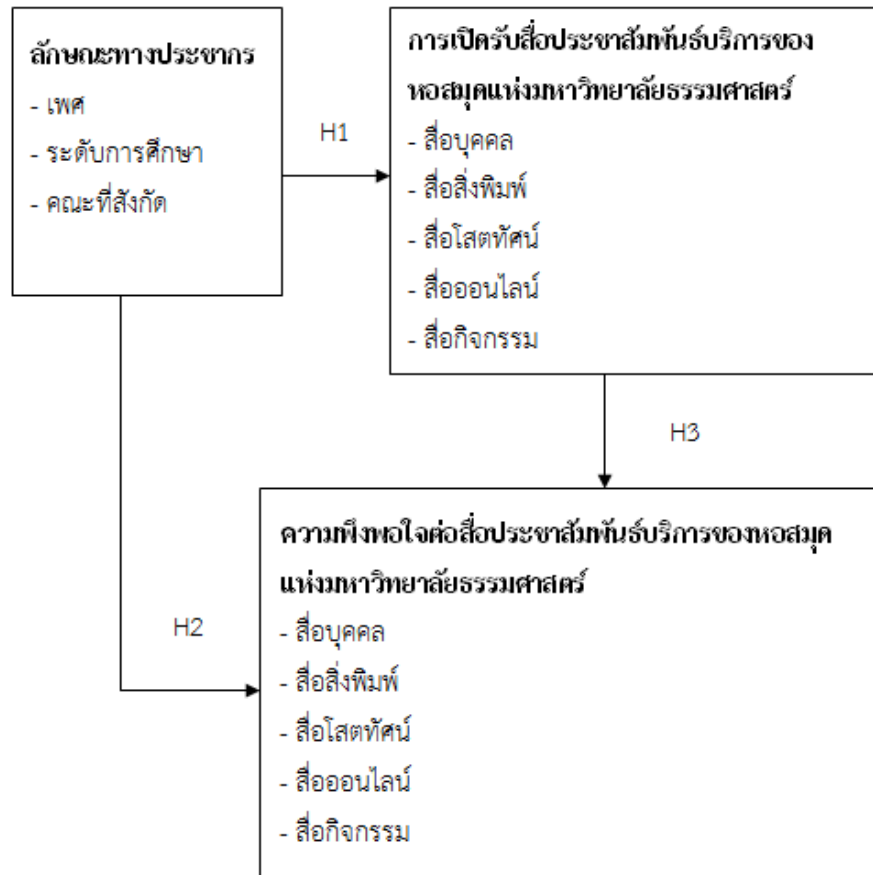 ลักษณะทางประชากร
- เพศ
- ระดับการศึกษา
- คณะที่สังกัด
H1
การเปิดรับสื่อประชาสัมพันธ์บริการของ
หอสมุดแห่งมหาวิทยาลัยธรรมศาสตร์
- สื่อบุคคล
- สื่อสิ่งพิมพ์
- สื่อโสตทัศน์
- สื่อออนไลน์
- สื่อกิจกรรม
H3
H2
ความพึงพอใจต่อสื่อประชาสัมพันธ์บริการของหอสมุด
แห่งมหาวิทยาลัยธรรมศาสตร์
- สื่อบุคคล
- สื่อสิ่งพิมพ์
- สื่อโสตทัศน์
- สื่อออนไลน์
- สื่อกิจกรรม